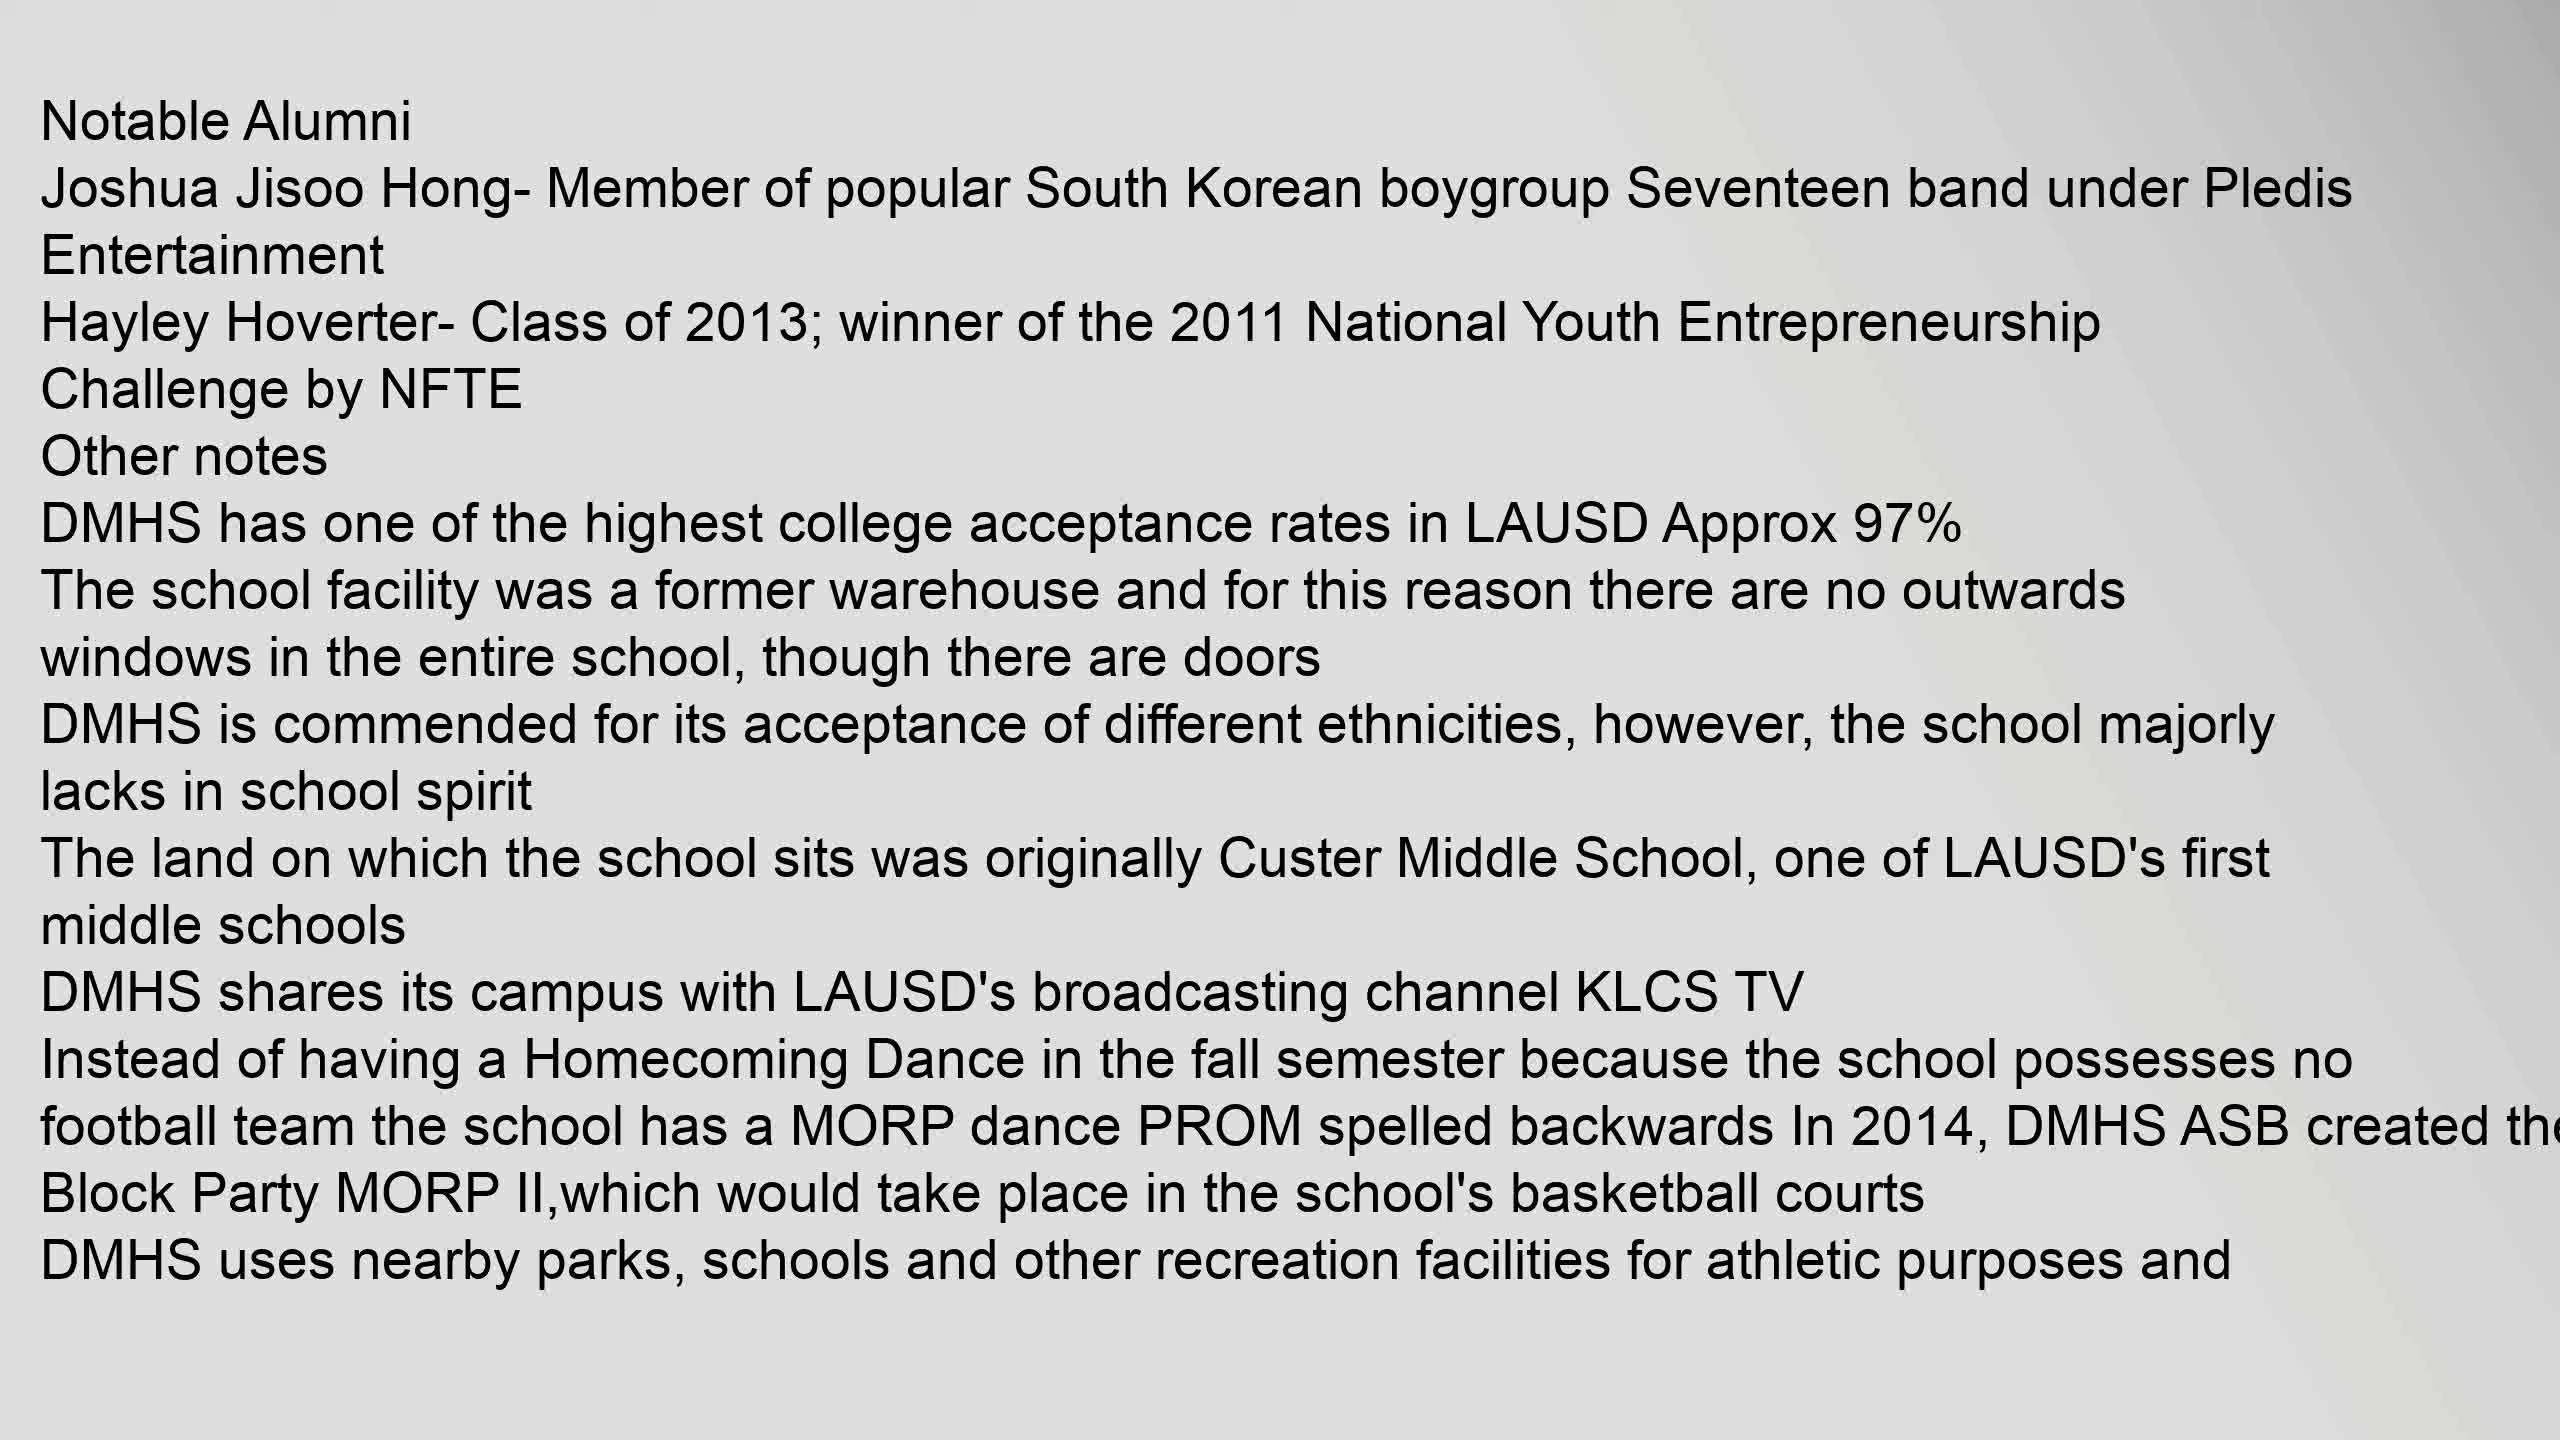 Notable Alumni
Joshua Jisoo Hong- Member of popular South Korean boygroup Seventeen band under Pledis
Entertainment
Hayley Hoverter- Class of 2013; winner of the 2011 National Youth Entrepreneurship
Challenge by NFTE
Other notes
DMHS has one of the highest college acceptance rates in LAUSD Approx 97%
The school facility was a former warehouse and for this reason there are no outwards
windows in the entire school, though there are doors
DMHS is commended for its acceptance of different ethnicities, however, the school majorly
lacks in school spirit
The land on which the school sits was originally Custer Middle School, one of LAUSD's first
middle schools
DMHS shares its campus with LAUSD's broadcasting channel KLCS TV
Instead of having a Homecoming Dance in the fall semester because the school possesses no
football team the school has a MORP dance PROM spelled backwards In 2014, DMHS ASB created the
Block Party MORP II,which would take place in the school's basketball courts
DMHS uses nearby parks, schools and other recreation facilities for athletic purposes and